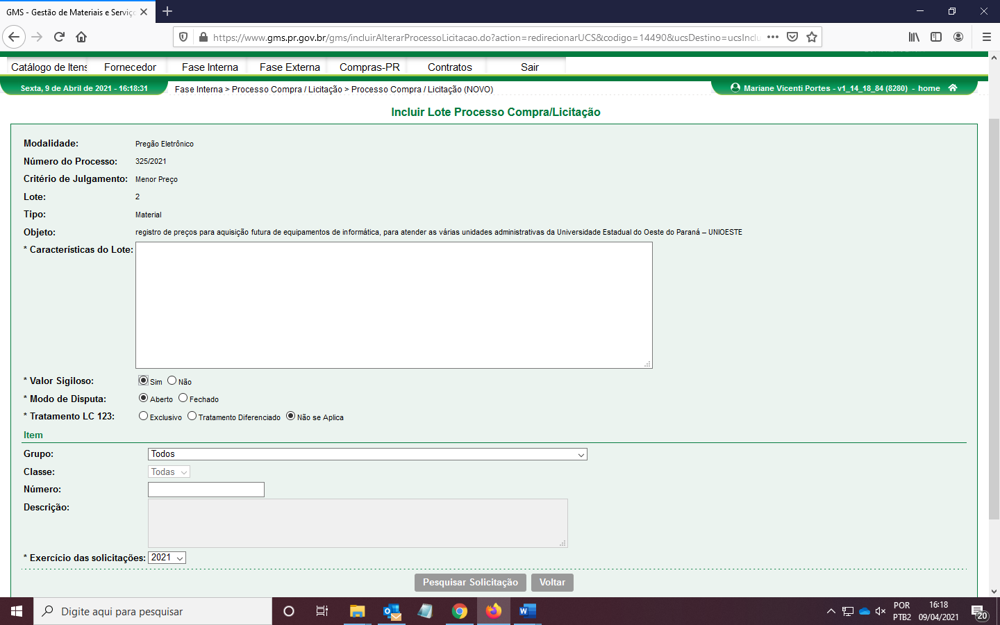 GMS - Gestão de Materiais e Serviço
https://www.gms.pr.gov.br/gms/incluirAlterarProcessoLicitacao.do?action=redirecionarUCS&codigo=14490&ucsDestino=ucsInclu
Catálogo de Itens Fornecedor Fase Interna Fase Externa Compras-PR Contratos Sair
Sexta, 9 de Abril de 2021 - 16:18:31 Fase Interna > Processo Compra / Licitação > Processo Compra / Licitação (NOVO) Mariane Vicenti Portes - v1_14_18_84 (8280) - home
Incluir Lote Processo Compra/Licitação
Modalidade: Pregão Eletrônico
Número do Processo: 325/2021
Critério de Julgamento: Menor Preço
Lote: 2
Tipo: Material
Objeto: registro de preços para aquisição futura de equipamentos de informática, para atender as várias unidades administrativas da Universidade Estadual do Oeste do Paraná – UNIOESTE
* Características do Lote:
* Valor Sigiloso: Sim Não
* Modo de Disputa: Aberto Fechado
* Tratamento LC 123: Exclusivo Tratamento Diferenciado Não se Aplica
Item
Grupo: Todos
Classe: Todas
Número:
Descrição:
* Exercício das solicitações: 2021
Pesquisar Solicitação Voltar
Digite aqui para pesquisar
POR 16:18
PTB2 09/04/2021 20